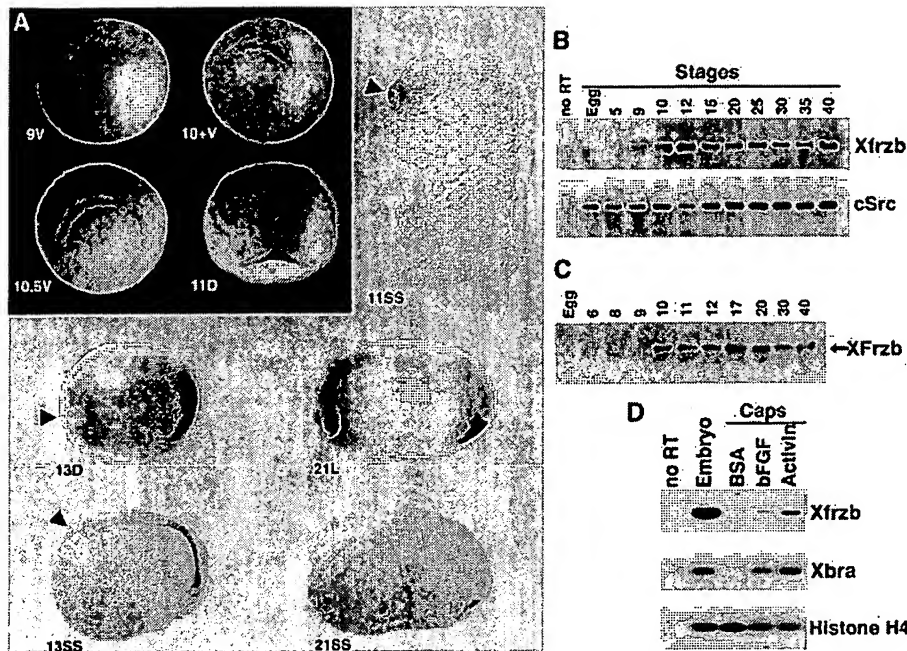 A
9V
10+V
10.5V
11D
11SS
13D
21L
13SS
21SS
B
Stages
no RT
Egg
5
9
10
12
15
20
25
30
35
40
Xfrzb
cSrc
C
Egg
6
8
9
10
11
12
17
20
30
40
←XFrzb
D
Caps
no RT
Embryo
BSA
bFGF
Activin
Xfrzb
Xbra
Histone H4